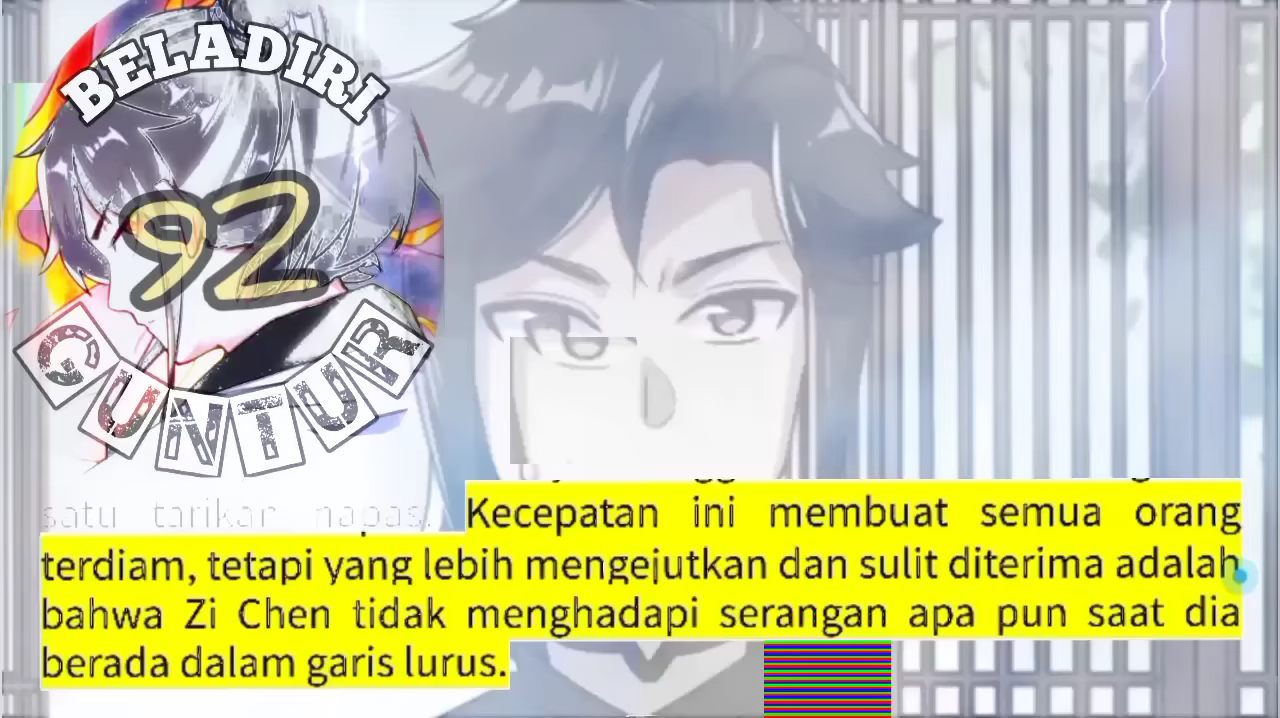 BELADIRI
92
GUNTUR
satu tarikan napas. Kecepatan ini membuat semua orang
terdiam, tetapi yang lebih mengejutkan dan sulit diterima adalah
bahwa Zi Chen tidak menghadapi serangan apa pun saat dia
berada dalam garis lurus.